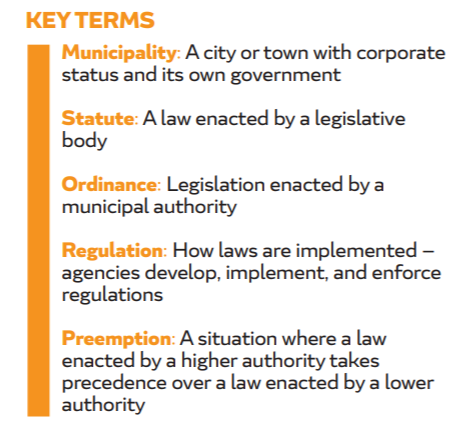 KEY TERMS
Municipality: A city or town with corporate
status and its own government
Statute: A law enacted by a legislative
body
Ordinance: Legislation enacted by a
municipal authority
Regulation: How laws are implemented –
agencies develop, implement, and enforce
regulations
Preemption: A situation where a law
enacted by a higher authority takes
precedence over a law enacted by a lower
authority